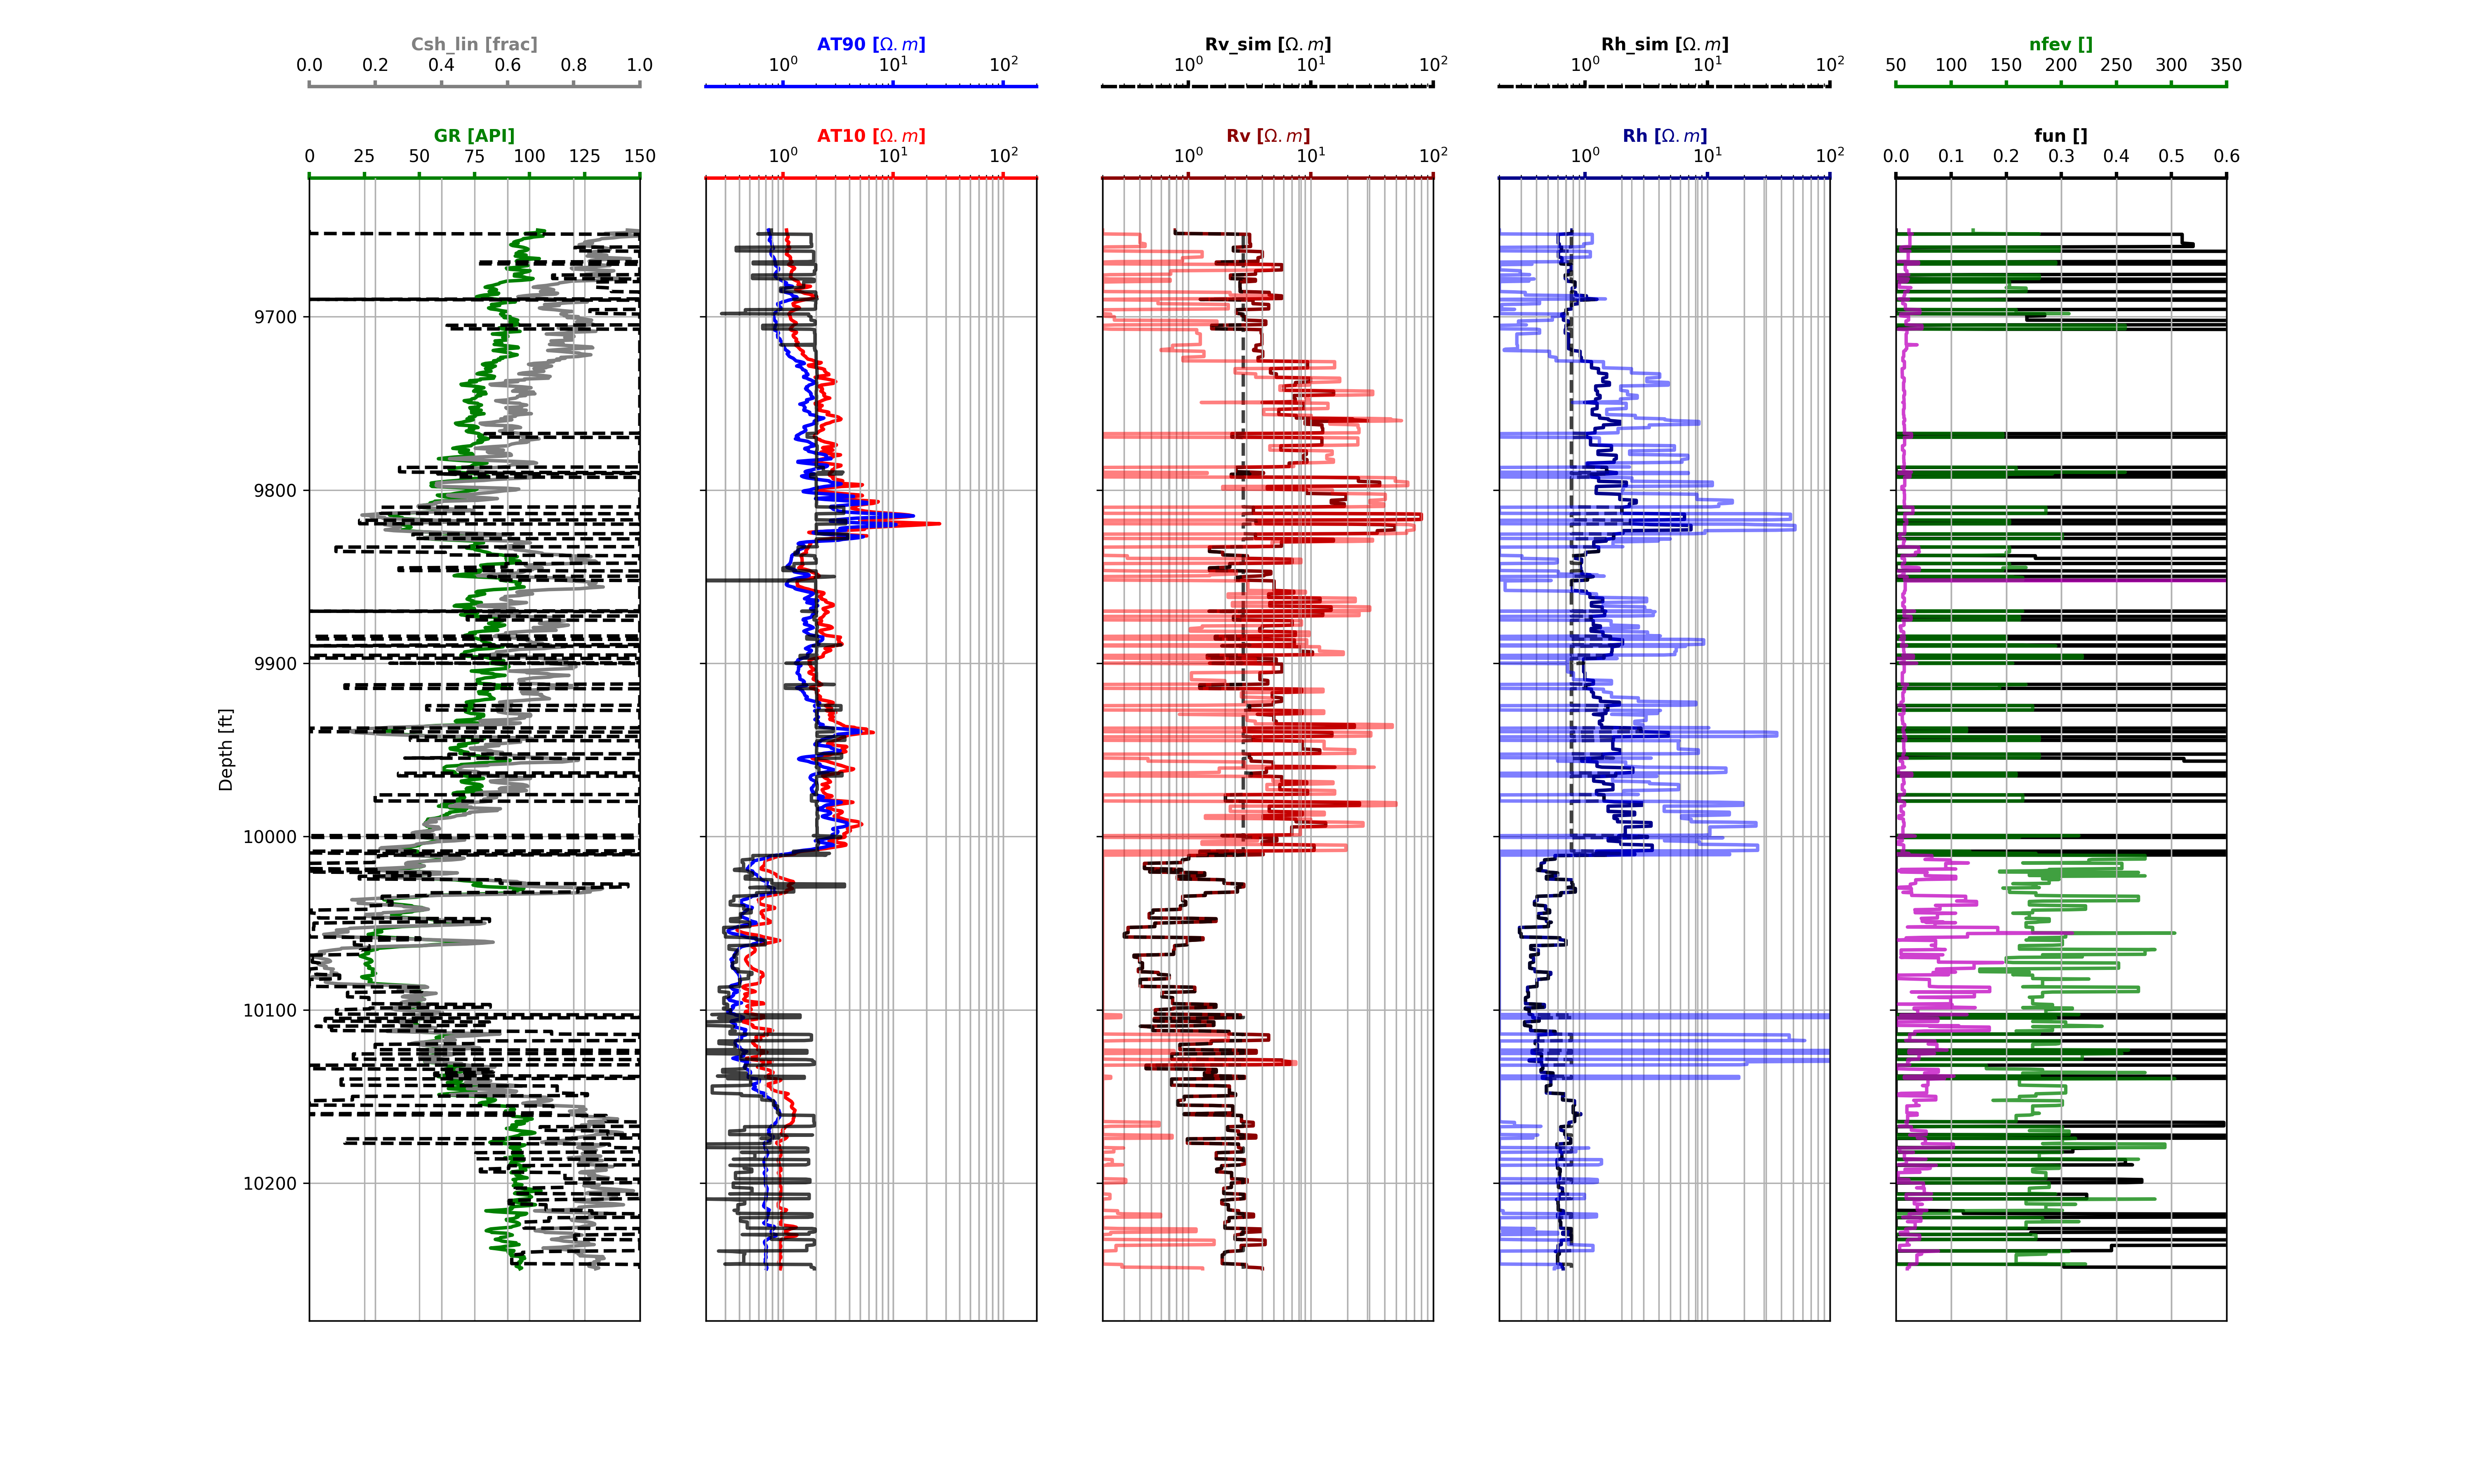 Csh_lin [frac] AT90 [Ω.m] Rv_sim [Ω.m] Rh_sim [Ω.m] nfev []
0.0 0.2 0.4 0.6 0.8 1.0 10⁰ 10¹ 10² 10⁰ 10¹ 10² 10⁰ 10¹ 10² 50 100 150 200 250 300 350
GR [API] AT10 [Ω.m] Rv [Ω.m] Rh [Ω.m] fun []
0 25 50 75 100 125 150 10⁰ 10¹ 10² 10⁰ 10¹ 10² 10⁰ 10¹ 10² 0.0 0.1 0.2 0.3 0.4 0.5 0.6
9700
9800
9900
Depth [ft]
10000
10100
10200